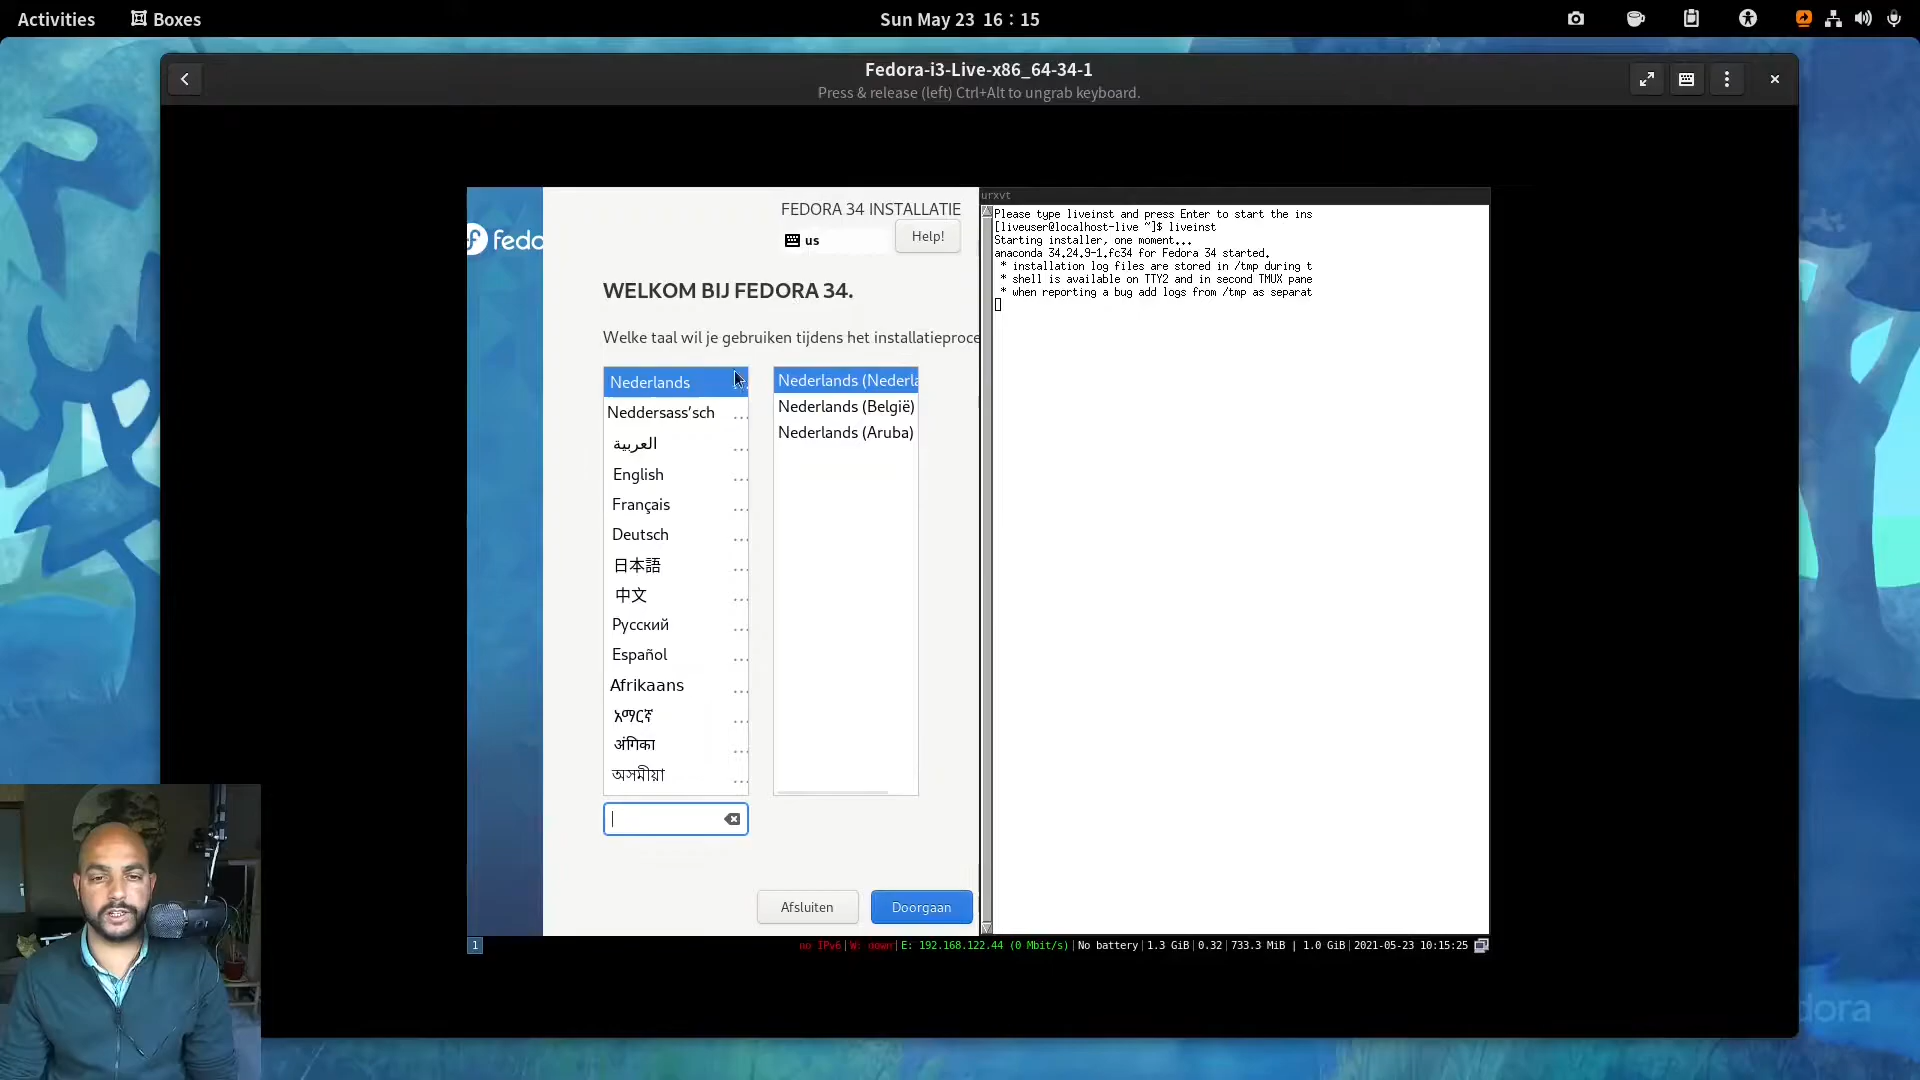 Activities
Boxes
Sun May 23 16 : 15
Fedora-i3-Live-x86_64-34-1
Press & release (left) Ctrl+Alt to ungrab keyboard.
fedo
FEDORA 34 INSTALLATIE
us
Help!
WELKOM BIJ FEDORA 34.
Welke taal wil je gebruiken tijdens het installatieproce
Nederlands
Neddersass'sch ...
العربية ...
English ...
Français ...
Deutsch ...
日本語 ...
中文 ...
Русский ...
Español ...
Afrikaans ...
አማርኛ ...
अंगिका ...
অসমীয়া ...
Nederlands (Nederla
Nederlands (België)
Nederlands (Aruba)
Afsluiten
Doorgaan
urxvt
Please type liveinst and press Enter to start the ins
[liveuser@localhost-live ~]$ liveinst
Starting installer, one moment...
anaconda 34.24.9-1.fc34 for Fedora 34 started.
* installation log files are stored in /tmp during t
* shell is available on TTY2 and in second TMUX pane
* when reporting a bug add logs from /tmp as separat
1
no IPv6|W: down|E: 192.168.122.44 (0 Mbit/s)|No battery|1.3 GiB|0.32|733.3 MiB | 1.0 GiB|2021-05-23 10:15:25
dora